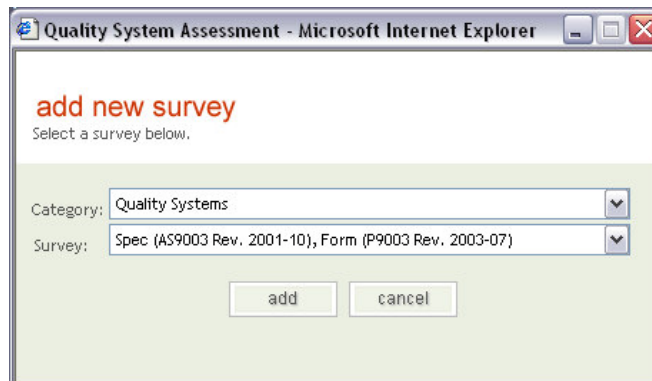 Quality System Assessment - Microsoft Internet Explorer
add new survey
Select a survey below.
Category: Quality Systems
Survey: Spec (AS9003 Rev. 2001-10), Form (P9003 Rev. 2003-07)
add cancel